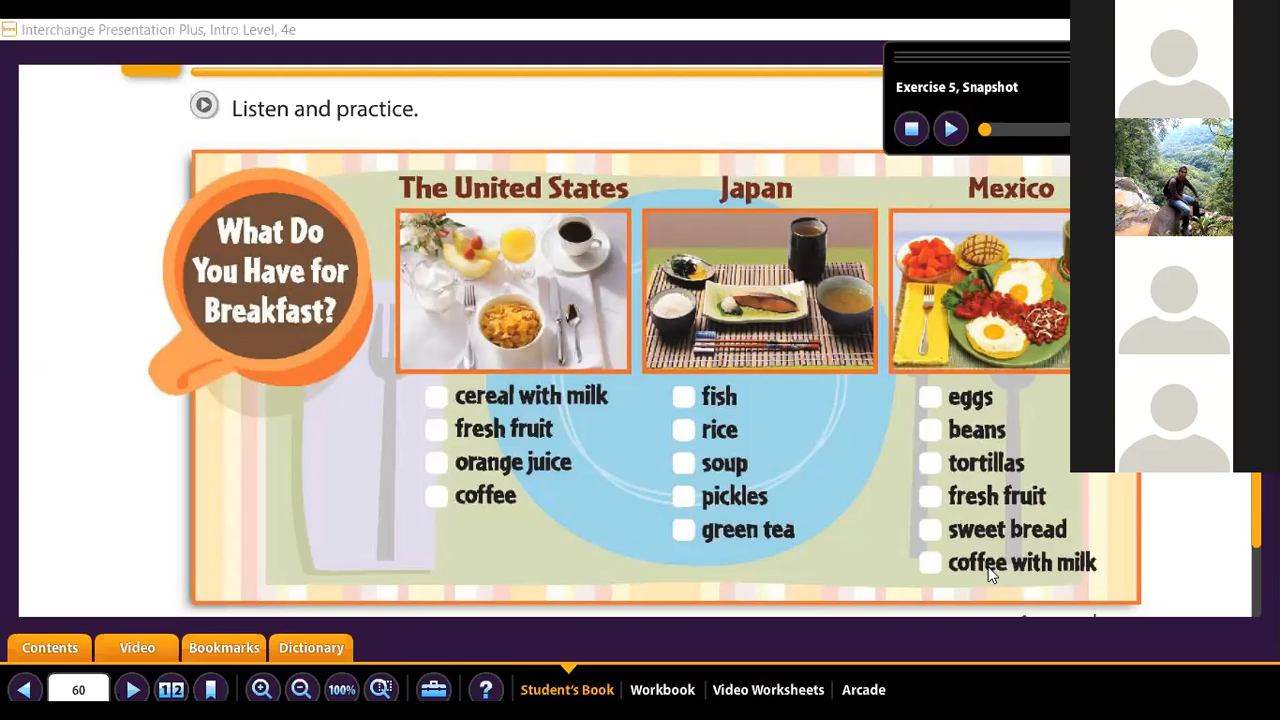 Interchange Presentation Plus, Intro Level, 4e
Listen and practice.
Exercise 5, Snapshot
What Do
You Have for
Breakfast?
The United States
cereal with milk
fresh fruit
orange juice
coffee
Japan
fish
rice
soup
pickles
green tea
Mexico
eggs
beans
tortillas
fresh fruit
sweet bread
coffee with milk
Contents
Video
Bookmarks
Dictionary
60
1 2
100%
?
Student's Book
Workbook
Video Worksheets
Arcade